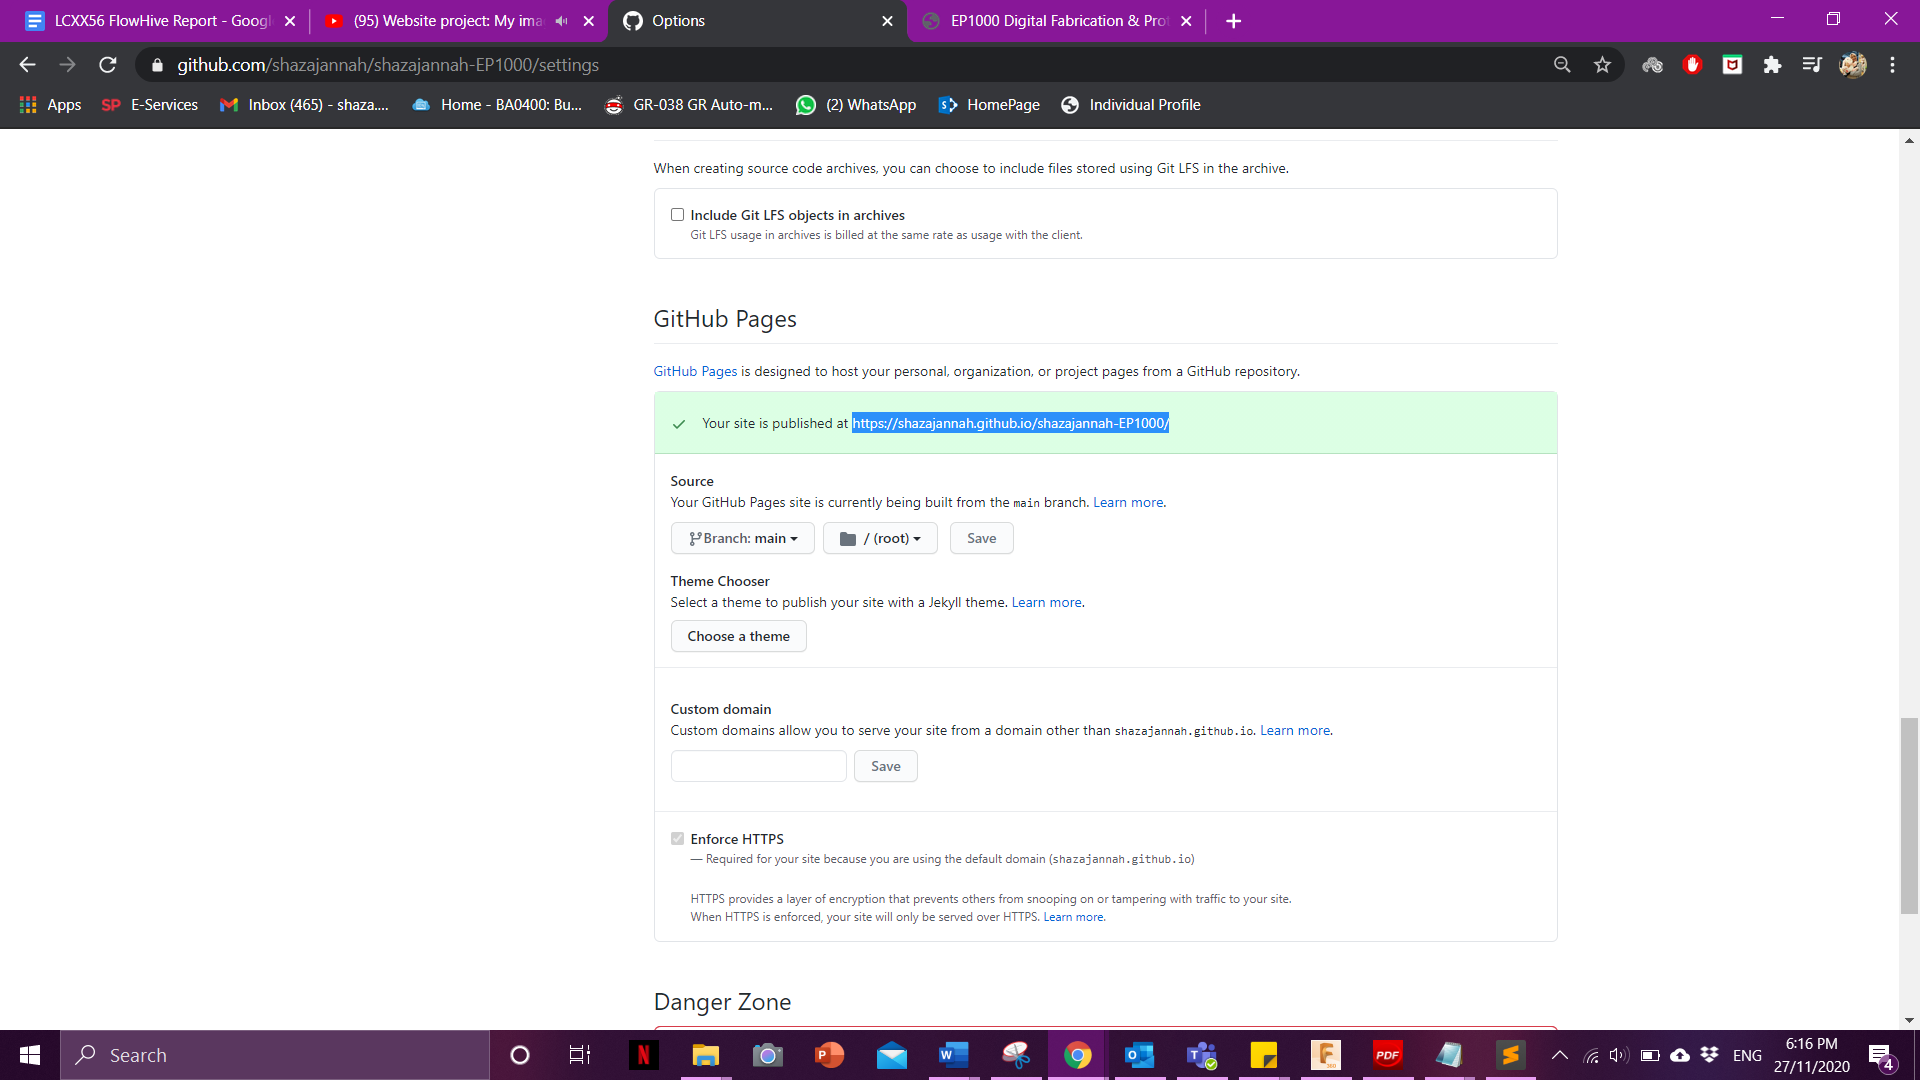 LCXX56 FlowHive Report - Googl
(95) Website project: My ima
Options
EP1000 Digital Fabrication & Pro
github.com/shazajannah/shazajannah-EP1000/settings
Apps
SP E-Services
Inbox (465) - shaza....
Home - BA0400: Bu...
GR-038 GR Auto-m...
(2) WhatsApp
HomePage
Individual Profile
When creating source code archives, you can choose to include files stored using Git LFS in the archive.
Include Git LFS objects in archives
Git LFS usage in archives is billed at the same rate as usage with the client.
GitHub Pages
GitHub Pages is designed to host your personal, organization, or project pages from a GitHub repository.
Your site is published at https://shazajannah.github.io/shazajannah-EP1000/
Source
Your GitHub Pages site is currently being built from the main branch. Learn more.
Branch: main
/ (root)
Save
Theme Chooser
Select a theme to publish your site with a Jekyll theme. Learn more.
Choose a theme
Custom domain
Custom domains allow you to serve your site from a domain other than shazajannah.github.io. Learn more.
Save
Enforce HTTPS
— Required for your site because you are using the default domain (shazajannah.github.io)
HTTPS provides a layer of encryption that prevents others from snooping on or tampering with traffic to your site.
When HTTPS is enforced, your site will only be served over HTTPS. Learn more.
Danger Zone
Search
ENG
6:16 PM
27/11/2020
4